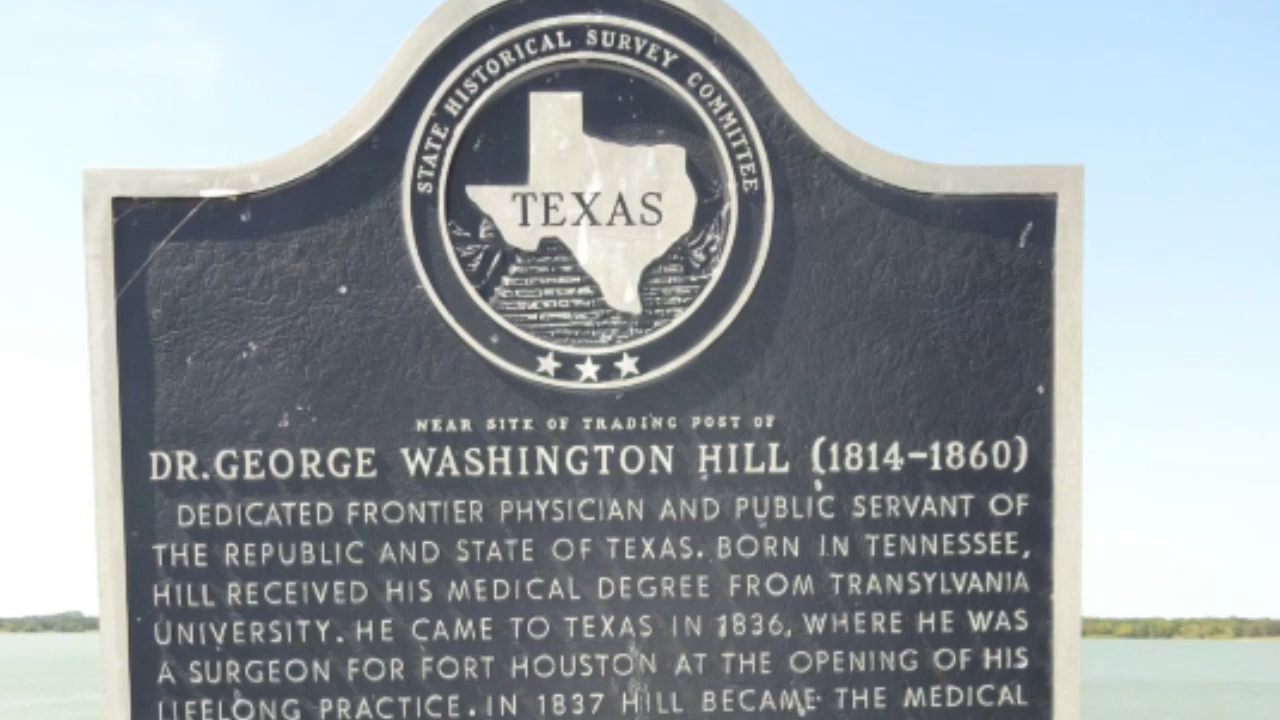 STATE HISTORICAL SURVEY COMMITTEE
TEXAS
NEAR SITE OF TRADING POST OF
DR. GEORGE WASHINGTON HILL (1814-1860)
DEDICATED FRONTIER PHYSICIAN AND PUBLIC SERVANT OF
THE REPUBLIC AND STATE OF TEXAS. BORN IN TENNESSEE,
HILL RECEIVED HIS MEDICAL DEGREE FROM TRANSYLVANIA
UNIVERSITY. HE CAME TO TEXAS IN 1836, WHERE HE WAS
A SURGEON FOR FORT HOUSTON AT THE OPENING OF HIS
LIFELONG PRACTICE. IN 1837 HILL BECAME THE MEDICAL